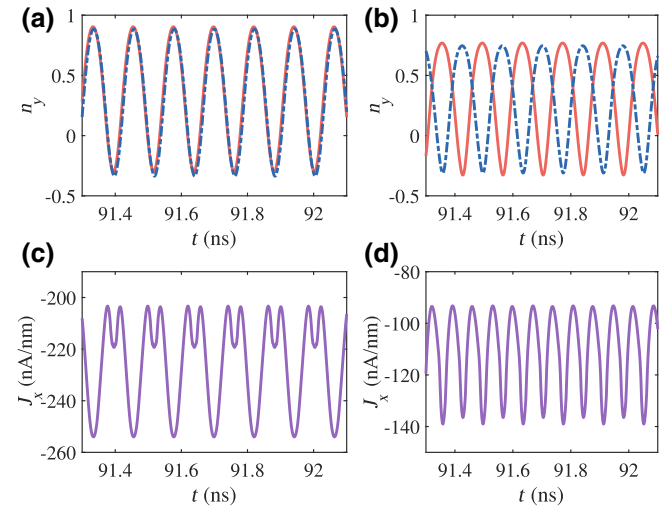 (a)
1
0.5
0
-0.5
n_y
91.4 91.6 91.8 92
t (ns)
(b)
1
0.5
0
-0.5
n_y
91.4 91.6 91.8 92
t (ns)
(c)
-200
-220
-240
-260
J_x (nA/nm)
91.4 91.6 91.8 92
t (ns)
(d)
-80
-100
-120
-150
J_x (nA/nm)
91.4 91.6 91.8 92
t (ns)